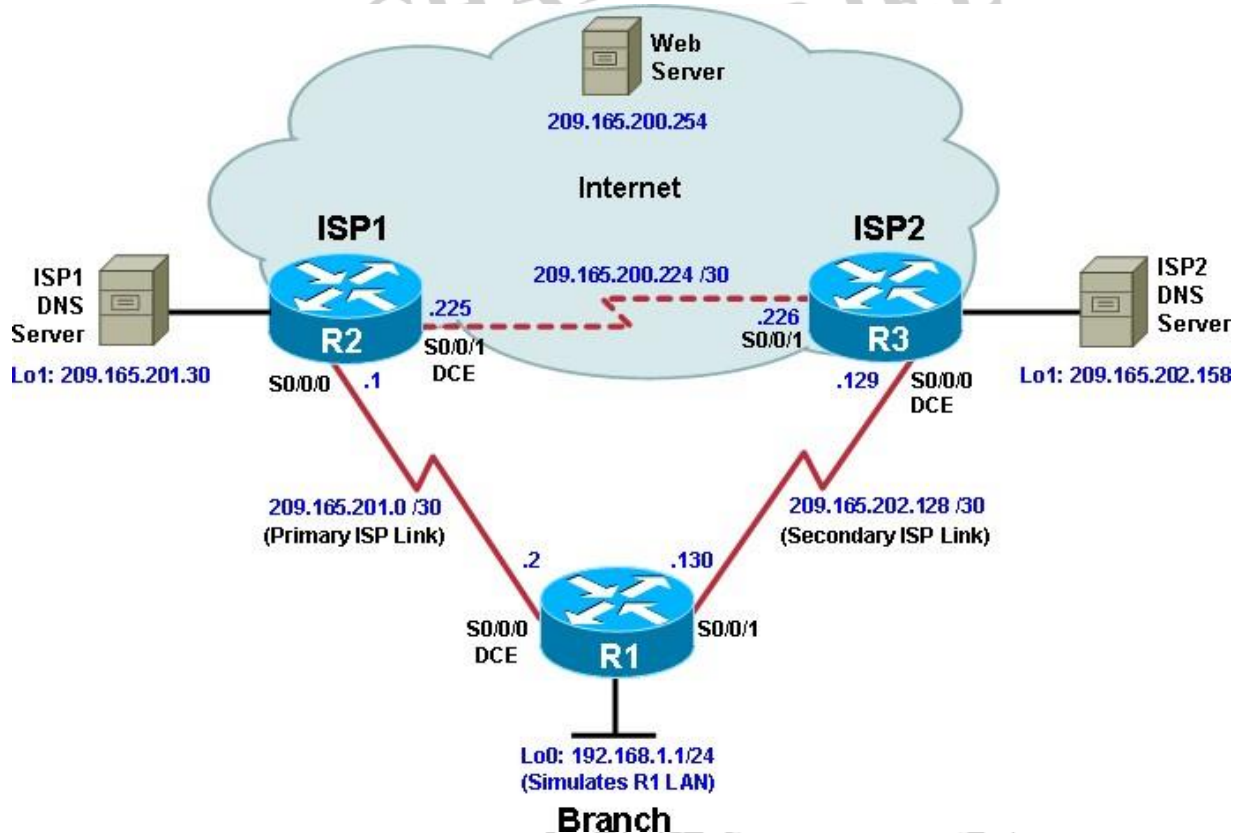 Web
Server
209.165.200.254
Internet
ISP1
ISP2
ISP1
DNS
Server
209.165.200.224 /30
ISP2
DNS
Server
.225
.226
R2
S0/0/1
DCE
S0/0/1
R3
Lo1: 209.165.201.30
S0/0/0
.1
.129
S0/0/0
DCE
Lo1: 209.165.202.158
209.165.201.0 /30
(Primary ISP Link)
209.165.202.128 /30
(Secondary ISP Link)
.2
.130
S0/0/0
DCE
S0/0/1
R1
Lo0: 192.168.1.1/24
(Simulates R1 LAN)
Branch